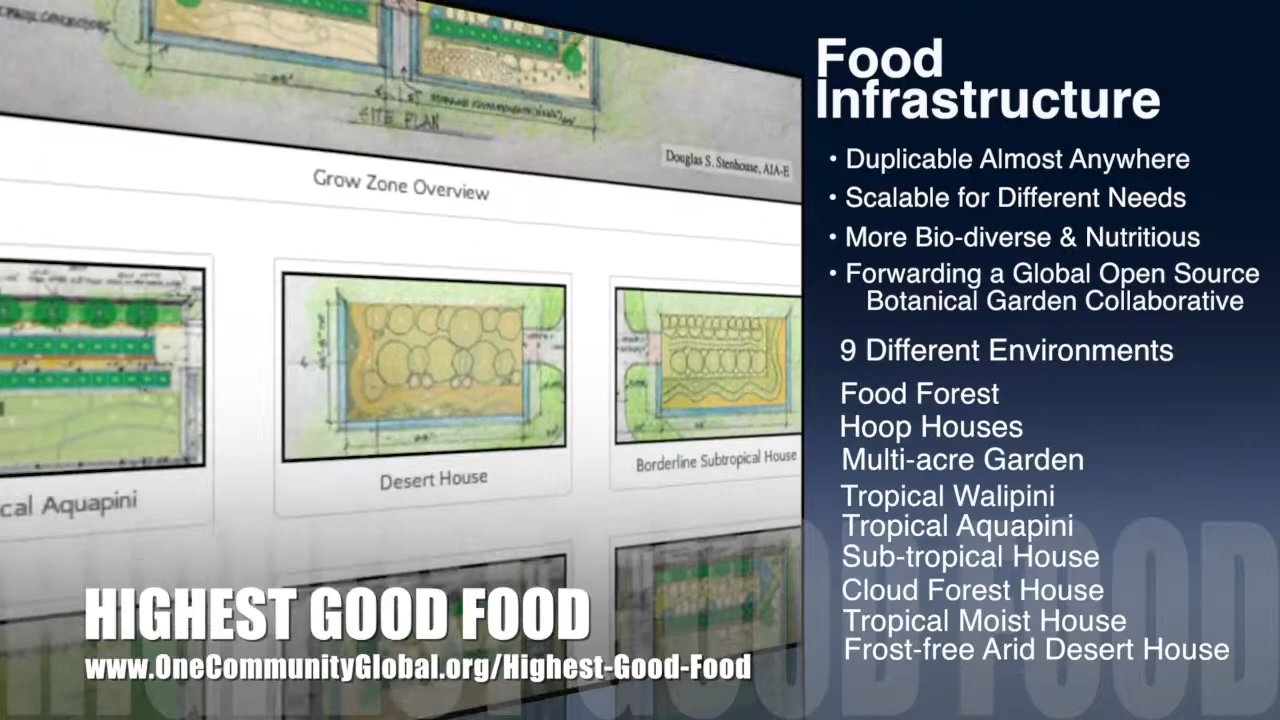 SITE PLAN
Douglas S. Stenhouse, AIA-E
Grow Zone Overview
cal Aquapini
Desert House
Borderline Subtropical House
HIGHEST GOOD FOOD
www.OneCommunityGlobal.org/Highest-Good-Food
Food
Infrastructure
• Duplicable Almost Anywhere
• Scalable for Different Needs
• More Bio-diverse & Nutritious
• Forwarding a Global Open Source
Botanical Garden Collaborative
9 Different Environments
Food Forest
Hoop Houses
Multi-acre Garden
Tropical Walipini
Tropical Aquapini
Sub-tropical House
Cloud Forest House
Tropical Moist House
Frost-free Arid Desert House
HIGHEST GOOD FOOD